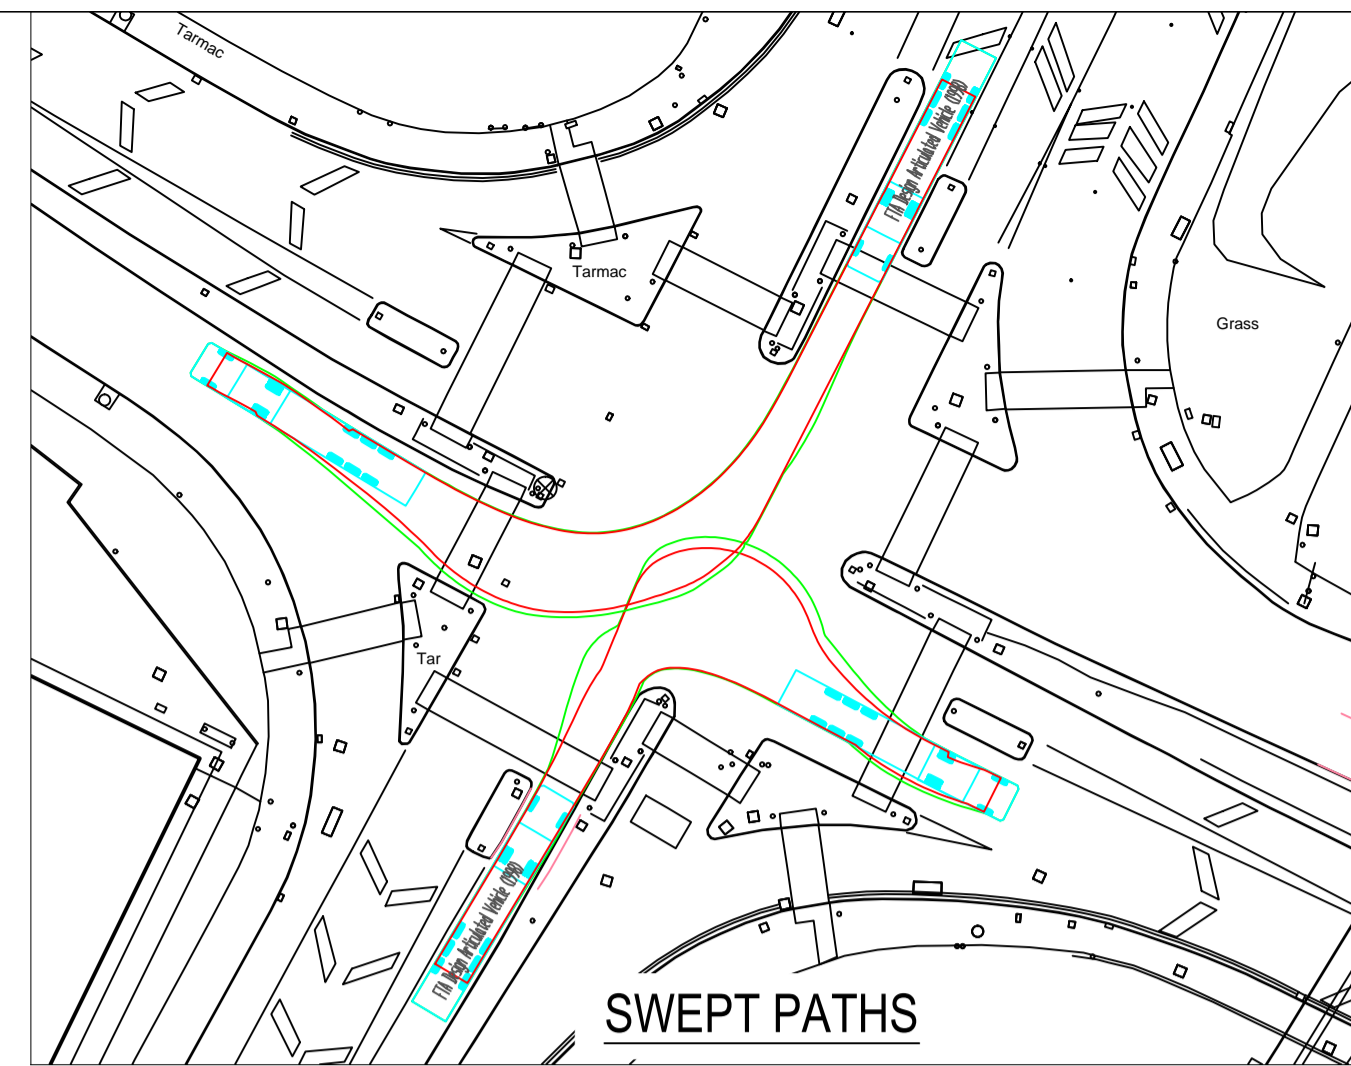 Tarmac
FTA Design Articulated Vehicle (1998)
Tarmac
Grass
Tar
FTA Design Articulated Vehicle (1998)
SWEPT PATHS